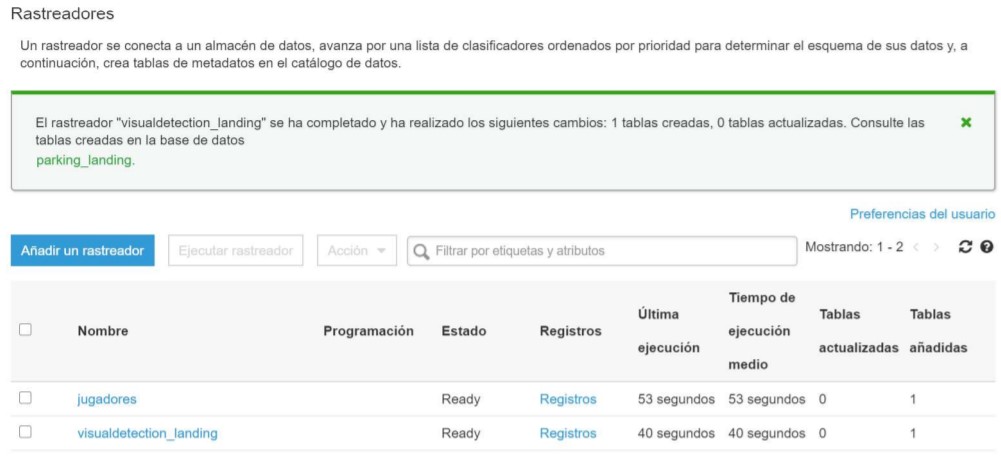 Rastreadores
Un rastreador se conecta a un almacén de datos, avanza por una lista de clasificadores ordenados por prioridad para determinar el esquema de sus datos y, a
continuación, crea tablas de metadatos en el catálogo de datos.
El rastreador "visualdetection_landing" se ha completado y ha realizado los siguientes cambios: 1 tablas creadas, 0 tablas actualizadas. Consulte las
tablas creadas en la base de datos
parking_landing.
Preferencias del usuario
Añadir un rastreador Ejecutar rastreador Acción Filtrar por etiquetas y atributos Mostrando: 1 - 2
Nombre Programación Estado Registros Última ejecución Tiempo de ejecución medio Tablas actualizadas Tablas añadidas
jugadores Ready Registros 53 segundos 53 segundos 0 1
visualdetection_landing Ready Registros 40 segundos 40 segundos 0 1